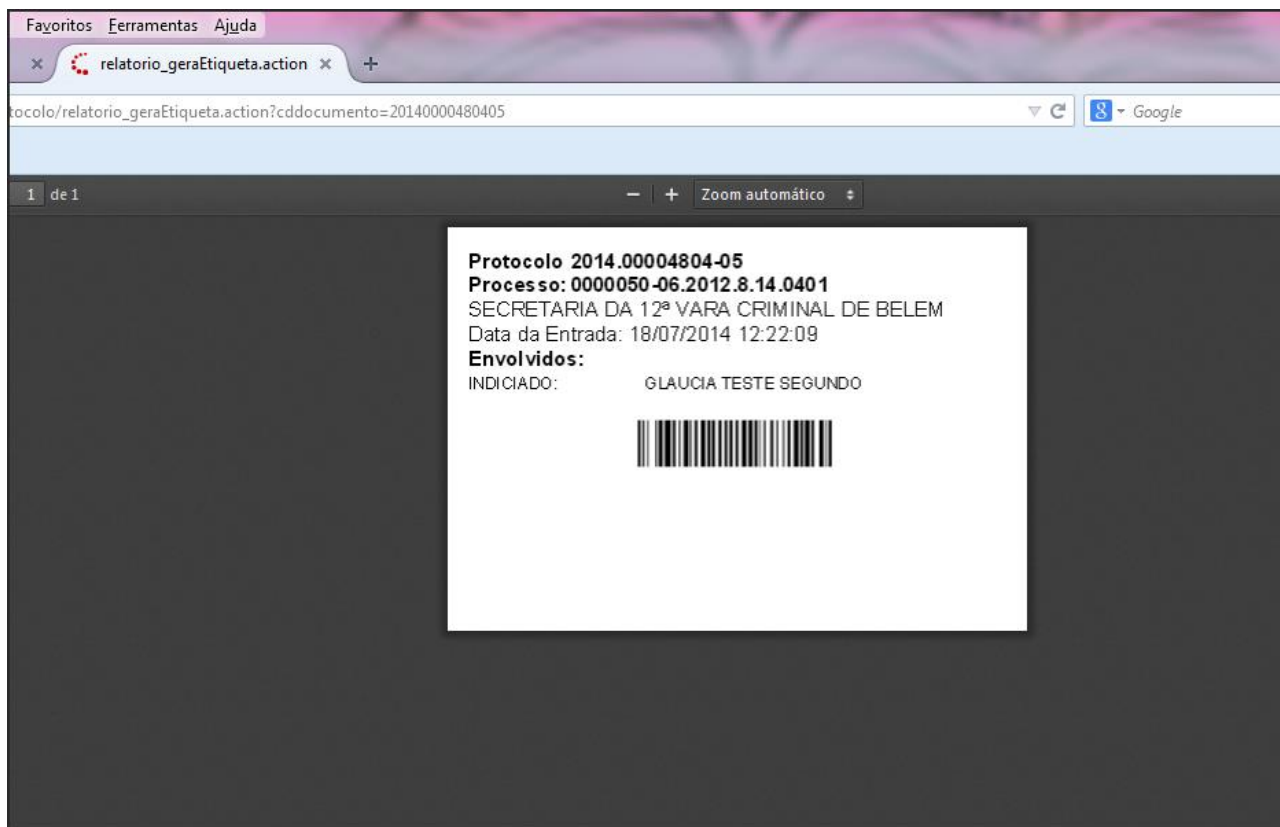 Favoritos Ferramentas Ajuda
relatorio_geraEtiqueta.action
tocolo/relatorio_geraEtiqueta.action?cddocumento=20140000480405
8 Google
1 de 1
Zoom automático
Protocolo 2014.00004804-05
Processo: 0000050-06.2012.8.14.0401
SECRETARIA DA 12ª VARA CRIMINAL DE BELEM
Data da Entrada: 18/07/2014 12:22:09
Envolvidos:
INDICIADO: GLAUCIA TESTE SEGUNDO